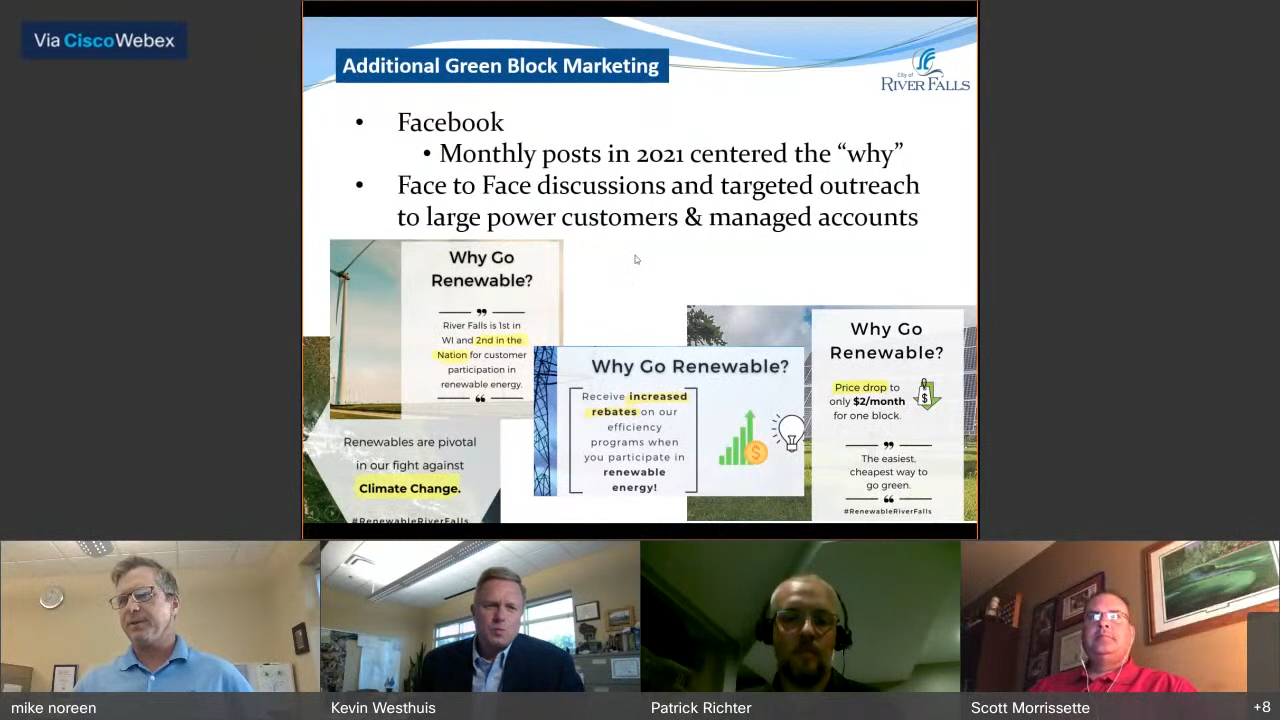 Via Cisco Webex
Additional Green Block Marketing
City of
RIVER FALLS
• Facebook
• Monthly posts in 2021 centered the “why”
• Face to Face discussions and targeted outreach
to large power customers & managed accounts
Why Go
Renewable?
River Falls is 1st in
WI and 2nd in the
Nation for customer
participation in
renewable energy.
Renewables are pivotal
in our fight against
Climate Change.
#RenewableRiverFalls
Why Go Renewable?
Receive increased
rebates on our
efficiency
programs when
you participate in
renewable
energy!
Why Go
Renewable?
Price drop to
only $2/month
for one block.
The easiest,
cheapest way to
go green.
#RenewableRiverFalls
mike noreen
Kevin Westhuis
Patrick Richter
Scott Morrissette
+8